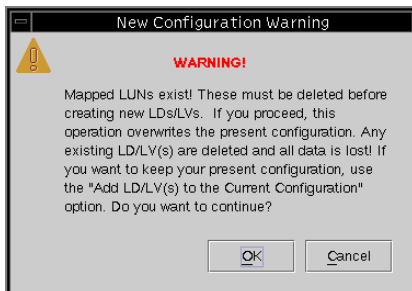 New Configuration Warning
WARNING!
Mapped LUNs exist! These must be deleted before
creating new LDs/LVs. If you proceed, this
operation overwrites the present configuration. Any
existing LD/LV(s) are deleted and all data is lost! If
you want to keep your present configuration, use
the "Add LD/LV(s) to the Current Configuration"
option. Do you want to continue?
OK Cancel